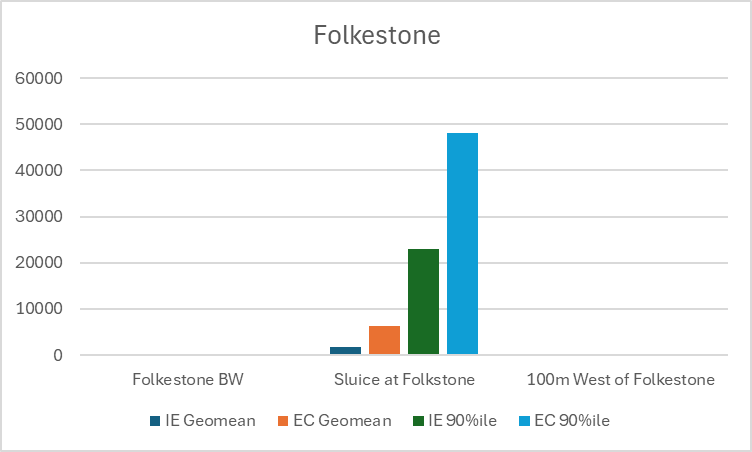 Folkestone
60000
50000
40000
30000
20000
10000
0
Folkestone BW Sluice at Folkstone 100m West of Folkestone
IE Geomean EC Geomean IE 90%ile EC 90%ile